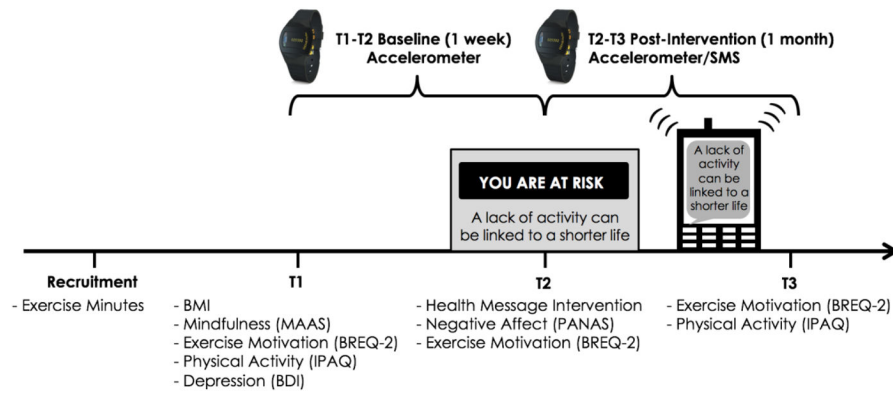 T1-T2 Baseline (1 week)
Accelerometer
T2-T3 Post-Intervention (1 month)
Accelerometer/SMS
YOU ARE AT RISK
A lack of activity can
be linked to a shorter life
A lack of
activity
can be
linked to a
shorter life
Recruitment
- Exercise Minutes
T1
- BMI
- Mindfulness (MAAS)
- Exercise Motivation (BREQ-2)
- Physical Activity (IPAQ)
- Depression (BDI)
T2
- Health Message Intervention
- Negative Affect (PANAS)
- Exercise Motivation (BREQ-2)
T3
- Exercise Motivation (BREQ-2)
- Physical Activity (IPAQ)